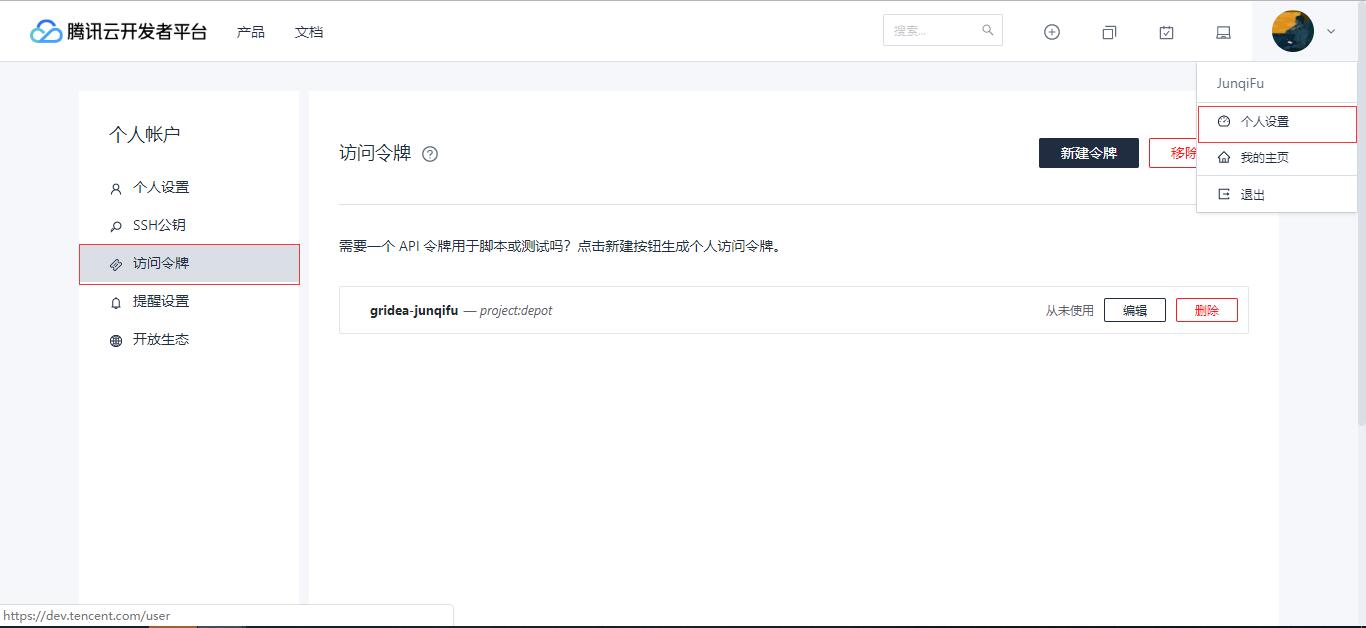 腾讯云开发者平台 产品 文档 搜索...
JunqiFu
个人设置
我的主页
退出
个人帐户
个人设置
SSH公钥
访问令牌
提醒设置
开放生态
访问令牌 ? 新建令牌 移除
需要一个 API 令牌用于脚本或测试吗？点击新建按钮生成个人访问令牌。
gridea-junqifu — project:depot 从未使用 编辑 删除
https://dev.tencent.com/user